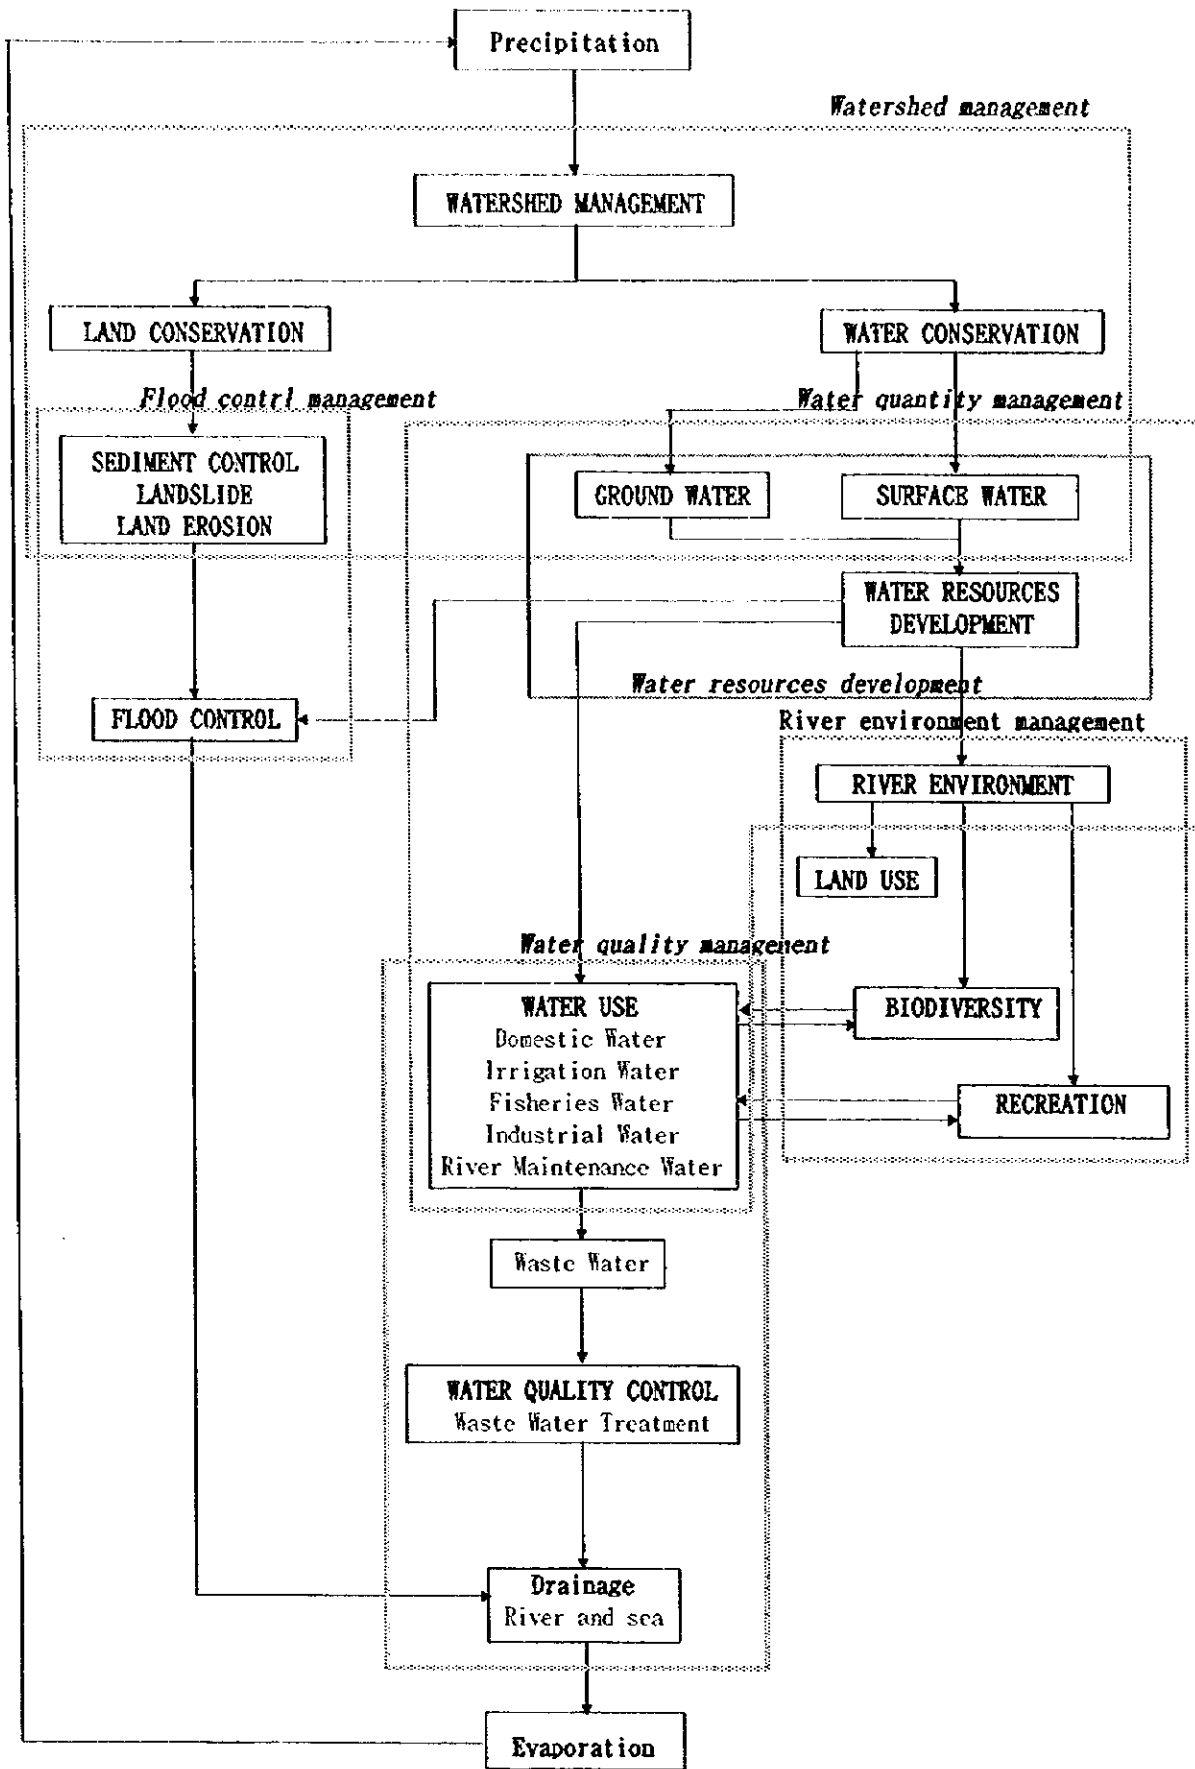 Precipitation
Watershed management
WATERSHED MANAGEMENT
LAND CONSERVATION
WATER CONSERVATION
Flood contrl management
Water quantity management
SEDIMENT CONTROL
LANDSLIDE
LAND EROSION
GROUND WATER
SURFACE WATER
WATER RESOURCES
DEVELOPMENT
Water resources development
FLOOD CONTROL
River environment management
RIVER ENVIRONMENT
LAND USE
Water quality management
WATER USE
Domestic Water
Irrigation Water
Fisheries Water
Industrial Water
River Maintenance Water
BIODIVERSITY
RECREATION
Waste Water
WATER QUALITY CONTROL
Waste Water Treatment
Drainage
River and sea
Evaporation